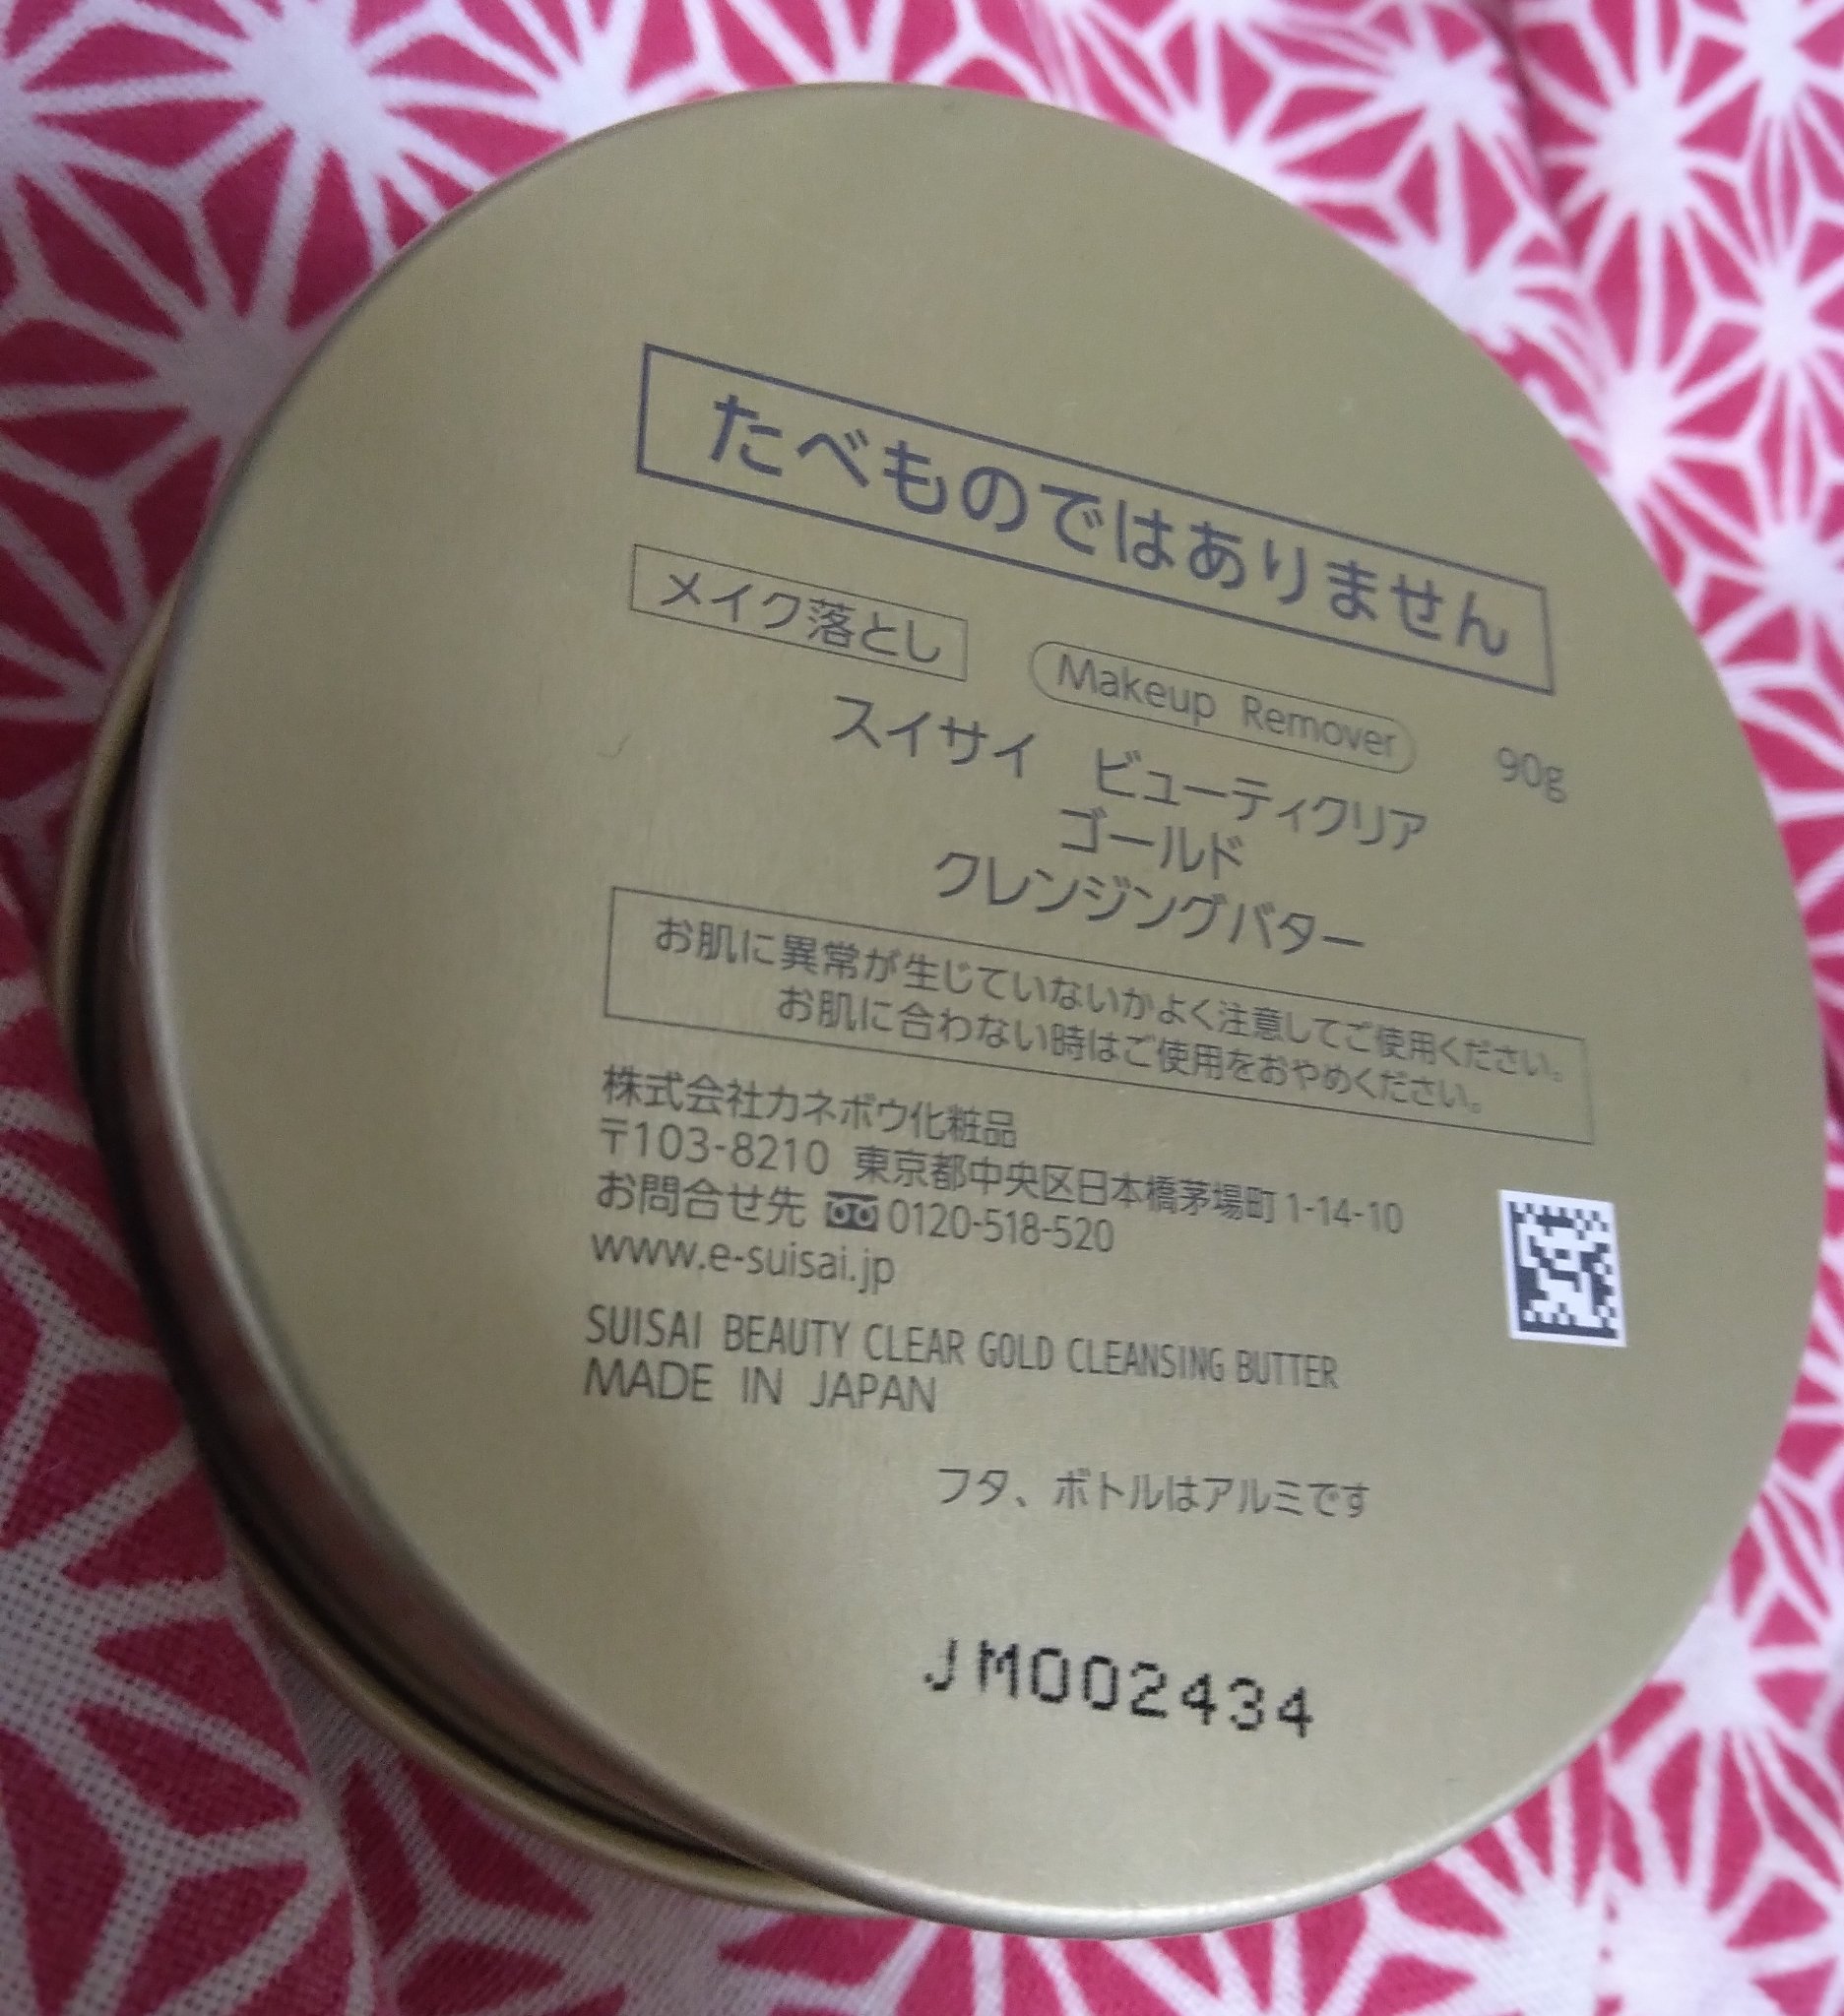 たべものではありません
メイク落とし Makeup Remover 90g
スイサイ ビューティクリア
ゴールド
クレンジングバター
お肌に異常が生じていないかよく注意してご使用ください。
お肌に合わない時はご使用をおやめください。
株式会社カネボウ化粧品
〒103-8210 東京都中央区日本橋茅場町1-14-10
お問合せ先 0120-518-520
www.e-suisai.jp
SUISAI BEAUTY CLEAR GOLD CLEANSING BUTTER
MADE IN JAPAN
フタ、ボトルはアルミです
JM002434